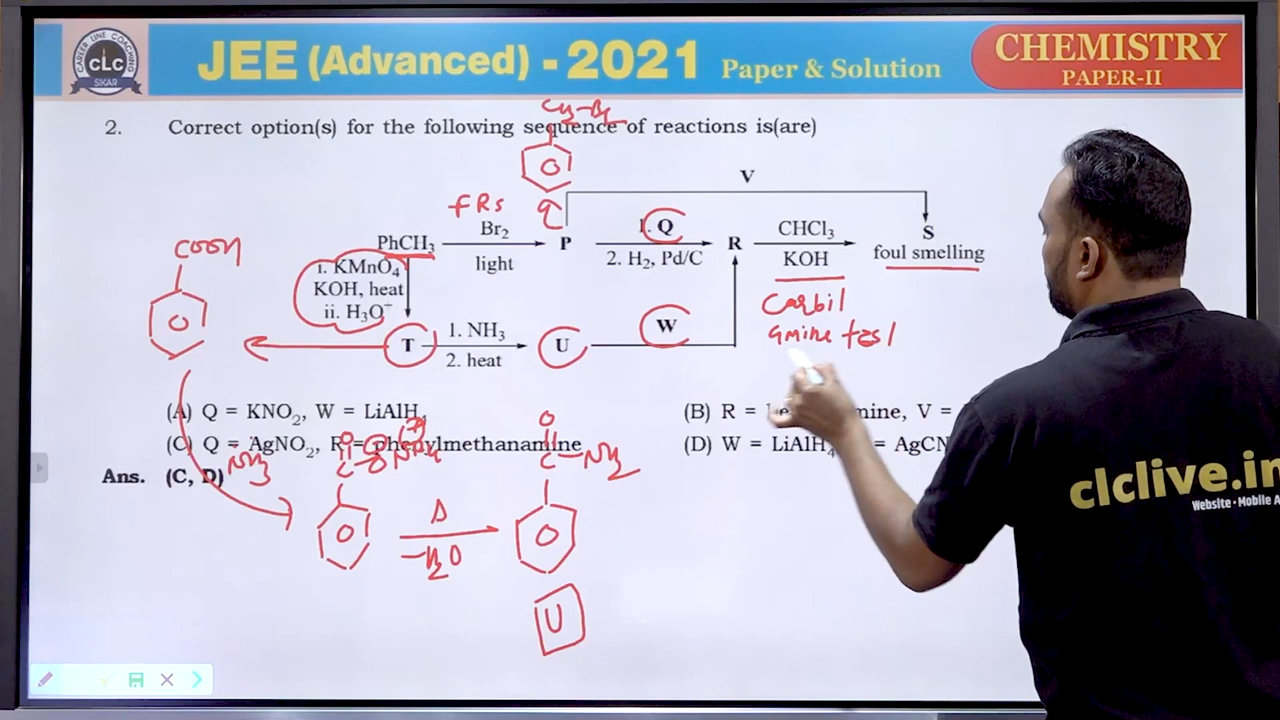 CAREER LINE COACHING
CLC
SIKAR
JEE (Advanced) - 2021 Paper & Solution
CHEMISTRY
PAPER-II
2. Correct option(s) for the following sequence of reactions is(are)
V
FRs
PhCH3 Br2 light P 1. Q 2. H2, Pd/C R CHCl3 KOH S foul smelling
COOH
i. KMnO4
KOH, heat
ii. H3O+
Carbil
amine test
T 1. NH3 2. heat U W
(A) Q = KNO2, W = LiAlH4
(B) R = mine, V =
(C) Q = AgNO2, R = phenylmethanamine
(D) W = LiAlH4 = AgCN
Ans. (C, D)
NH3
O
C
O
C-NH2
Δ
-H2O
U
clclive.in
Website • Mobile A